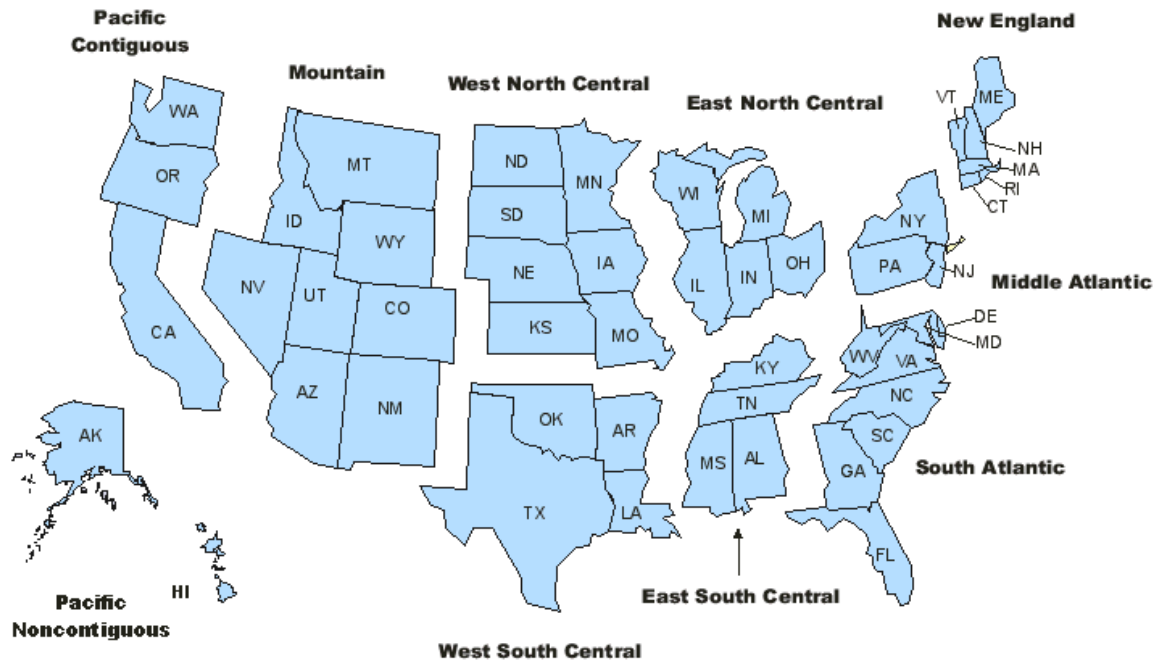 New England
Pacific
Contiguous
Mountain
West North Central
East North Central
WA
OR
CA
MT
ID
WY
NV
UT
CO
AZ
NM
ND
SD
MN
NE
IA
KS
MO
WI
MI
IL
IN
OH
VT
ME
NH
MA
RI
CT
NY
PA
NJ
Middle Atlantic
DE
MD
WV
VA
NC
SC
GA
FL
South Atlantic
KY
TN
MS
AL
East South Central
OK
AR
TX
LA
West South Central
AK
HI
Pacific
Noncontiguous